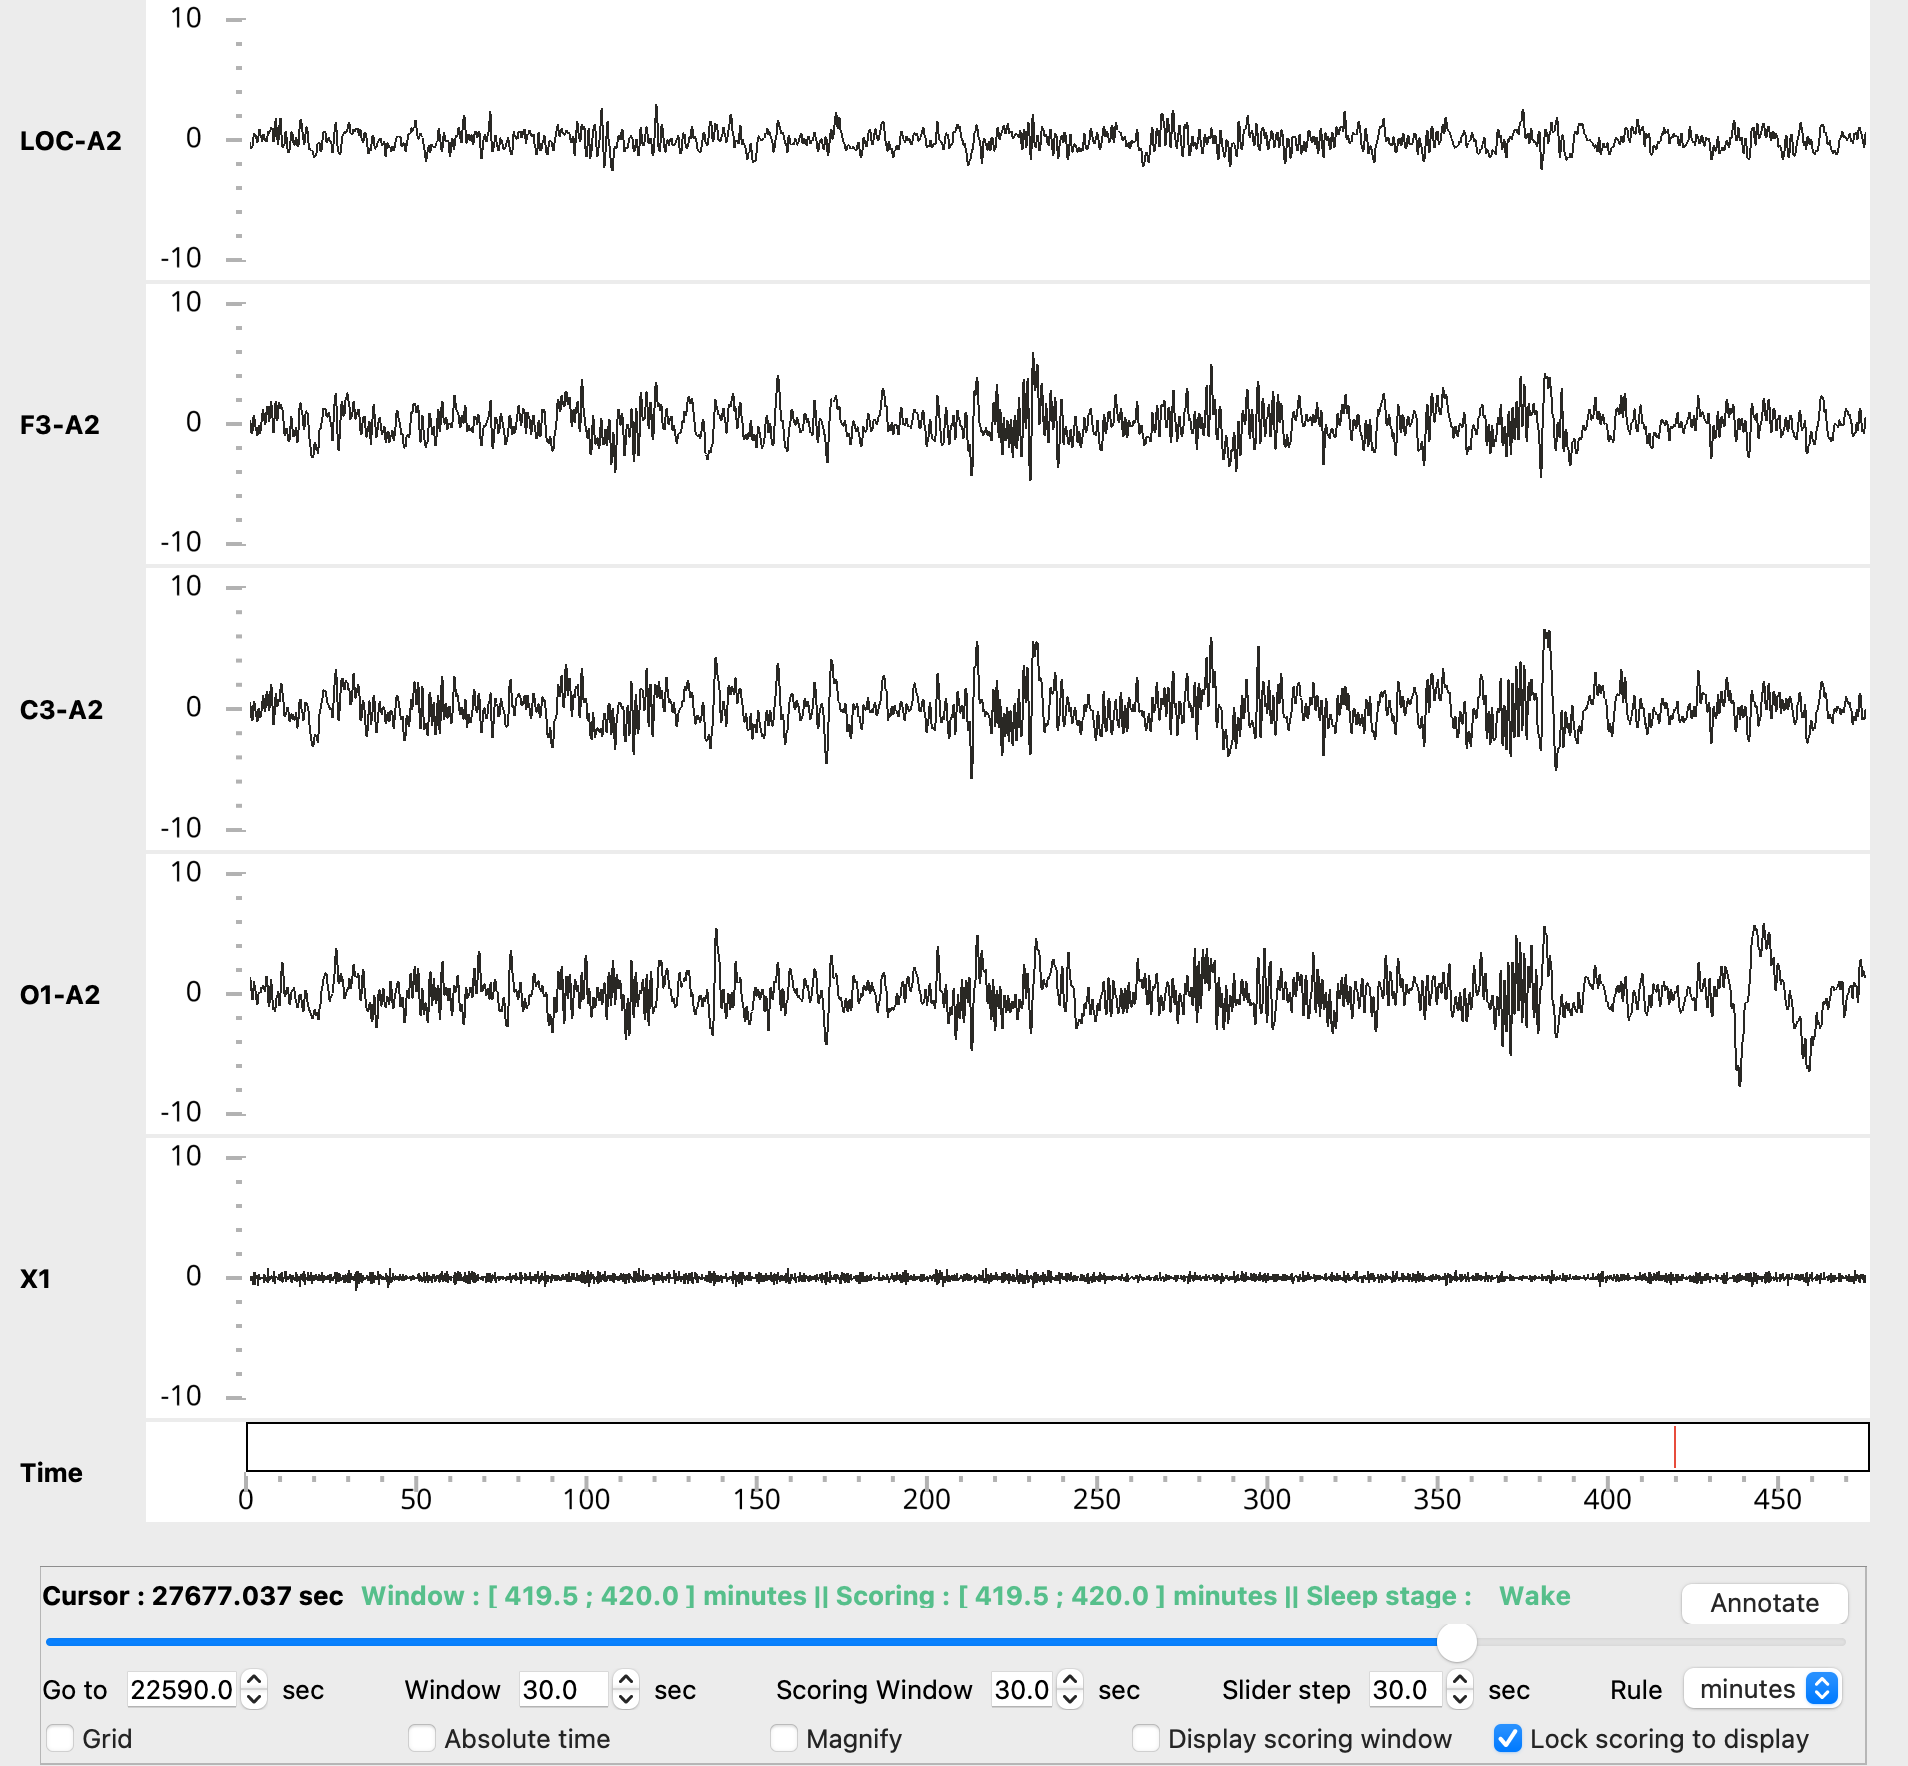 10
LOC-A2 0
-10
10
F3-A2 0
-10
10
C3-A2 0
-10
10
O1-A2 0
-10
10
X1 0
-10
Time
0 50 100 150 200 250 300 350 400 450
Cursor : 27677.037 sec Window : [ 419.5 ; 420.0 ] minutes || Scoring : [ 419.5 ; 420.0 ] minutes || Sleep stage : Wake Annotate
Go to 22590.0 sec Window 30.0 sec Scoring Window 30.0 sec Slider step 30.0 sec Rule minutes
Grid Absolute time Magnify Display scoring window Lock scoring to display